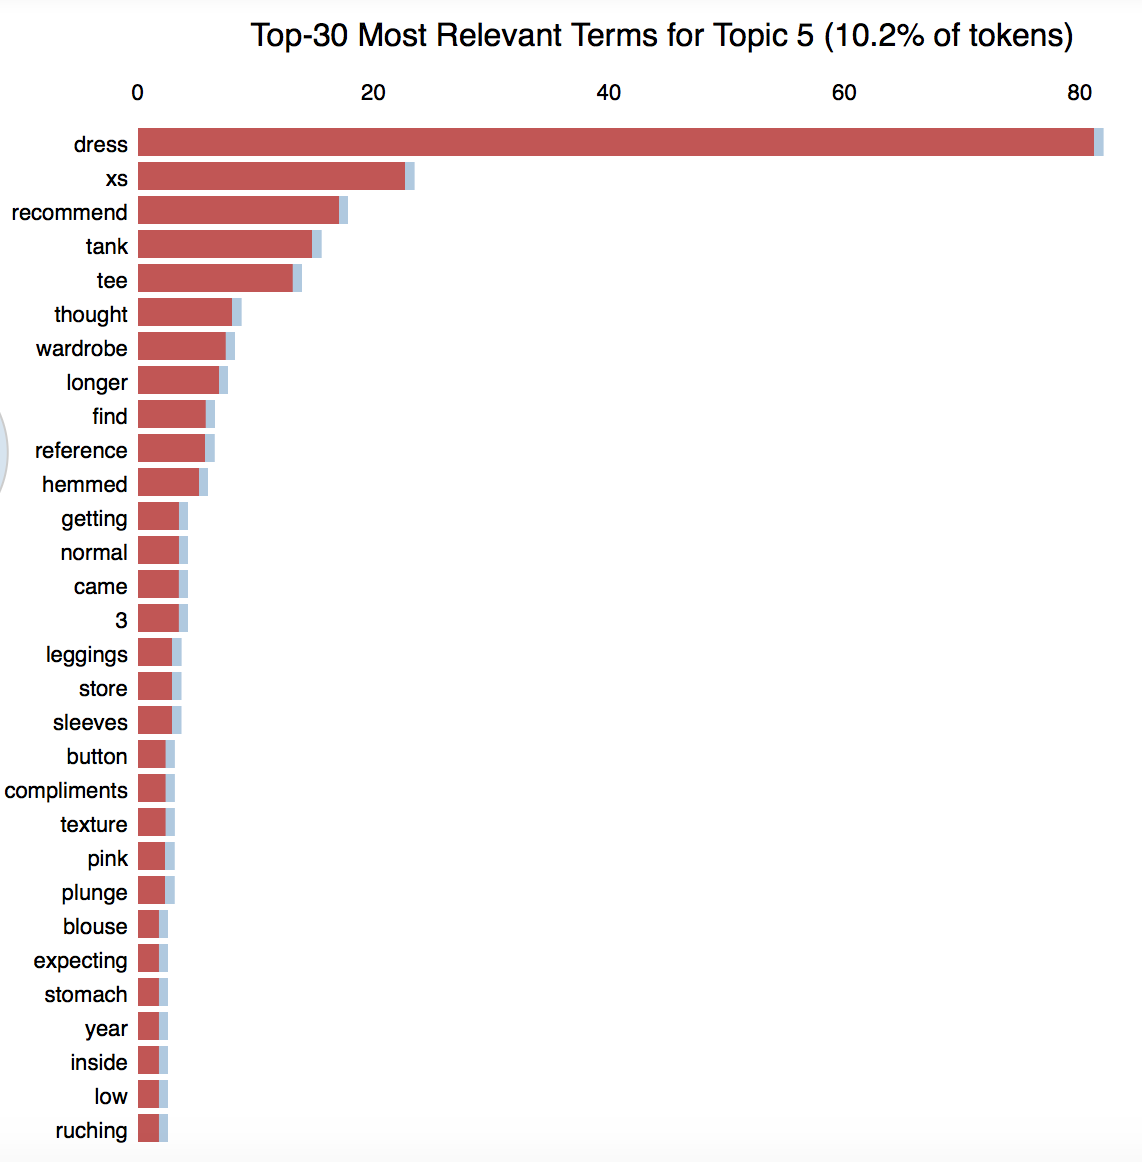 Top-30 Most Relevant Terms for Topic 5 (10.2% of tokens)
0 20 40 60 80
dress
xs
recommend
tank
tee
thought
wardrobe
longer
find
reference
hemmed
getting
normal
came
3
leggings
store
sleeves
button
compliments
texture
pink
plunge
blouse
expecting
stomach
year
inside
low
ruching